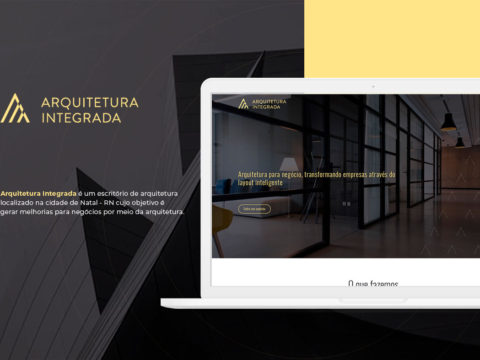 ARQUITETURA
INTEGRADA
Arquitetura Integrada é um escritório de arquitetura
localizado na cidade de Natal - RN cujo objetivo é
gerar melhorias para negócios por meio da arquitetura.
ARQUITETURA
INTEGRADA
Arquitetura para negócio, transformando empresas através do
layout inteligente
O que fazemos